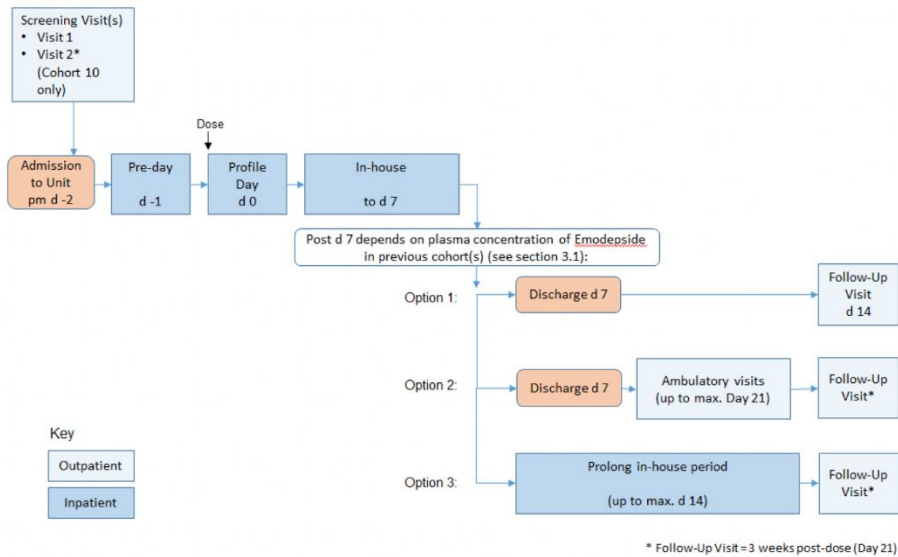 Screening Visit(s)
• Visit 1
• Visit 2*
(Cohort 10
only)
Dose
Admission
to Unit
pm d -2
Pre-day
d -1
Profile
Day
d 0
In-house
to d 7
Post d 7 depends on plasma concentration of Emodepside
in previous cohort(s) (see section 3.1):
Option 1:
Discharge d 7
Follow-Up
Visit
d 14
Option 2:
Discharge d 7
Ambulatory visits
(up to max. Day 21)
Follow-Up
Visit*
Key
Outpatient
Inpatient
Option 3:
Prolong in-house period
(up to max. d 14)
Follow-Up
Visit*
* Follow-Up Visit = 3 weeks post-dose (Day 21)